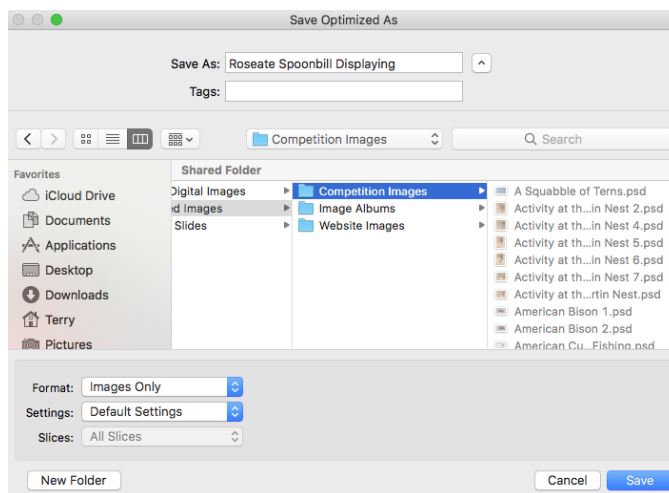 Save Optimized As
Save As: Roseate Spoonbill Displaying
Tags:
Competition Images
Search
Favorites
iCloud Drive
Documents
Applications
Desktop
Downloads
Terry
Pictures
Shared Folder
Digital Images
ed Images
Slides
Competition Images
Image Albums
Website Images
A Squabble of Terns.psd
Activity at th...in Nest 2.psd
Activity at th...in Nest 4.psd
Activity at th...in Nest 5.psd
Activity at th...in Nest 6.psd
Activity at th...in Nest 7.psd
Activity at th...rtin Nest.psd
American Bison 1.psd
American Bison 2.psd
American Cu...Fishing.psd
Format: Images Only
Settings: Default Settings
Slices: All Slices
New Folder
Cancel
Save